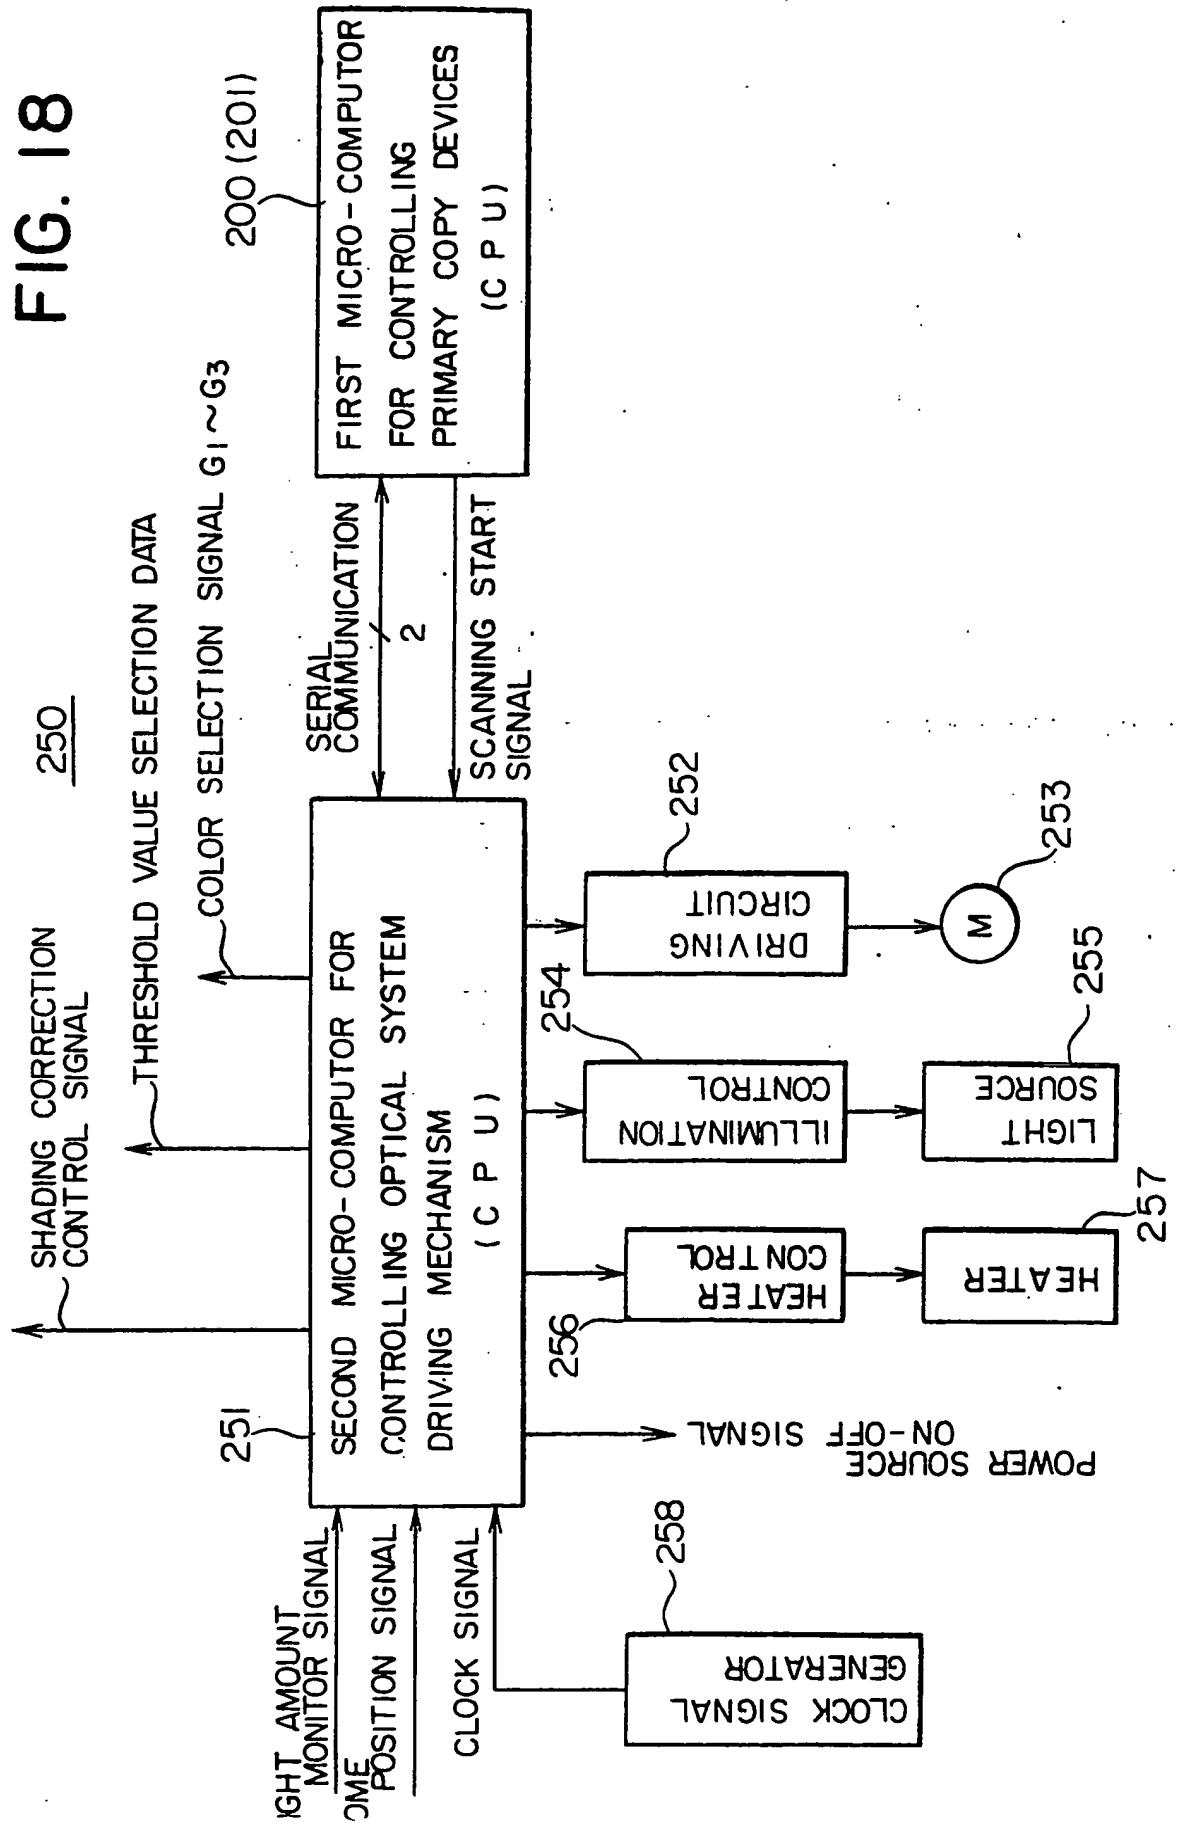 FIG. 18
250
SHADING CORRECTION
CONTROL SIGNAL
THRESHOLD VALUE SELECTION DATA
COLOR SELECTION SIGNAL G1~G3
200 (201)
FIRST MICRO-COMPUTOR
FOR CONTROLLING
PRIMARY COPY DEVICES
(CPU)
SERIAL
COMMUNICATION
2
SCANNING START
SIGNAL
251
SECOND MICRO-COMPUTOR FOR
CONTROLLING OPTICAL SYSTEM
DRIVING MECHANISM
(CPU)
IGHT AMOUNT
MONITOR SIGNAL
OME
POSITION SIGNAL
CLOCK SIGNAL
258
CLOCK SIGNAL
GENERATOR
POWER SOURCE
ON-OFF SIGNAL
256
HEATER
CONTROL
257
HEATER
254
ILLUMINATION
CONTROL
255
LIGHT
SOURCE
252
DRIVING
CIRCUIT
253
M